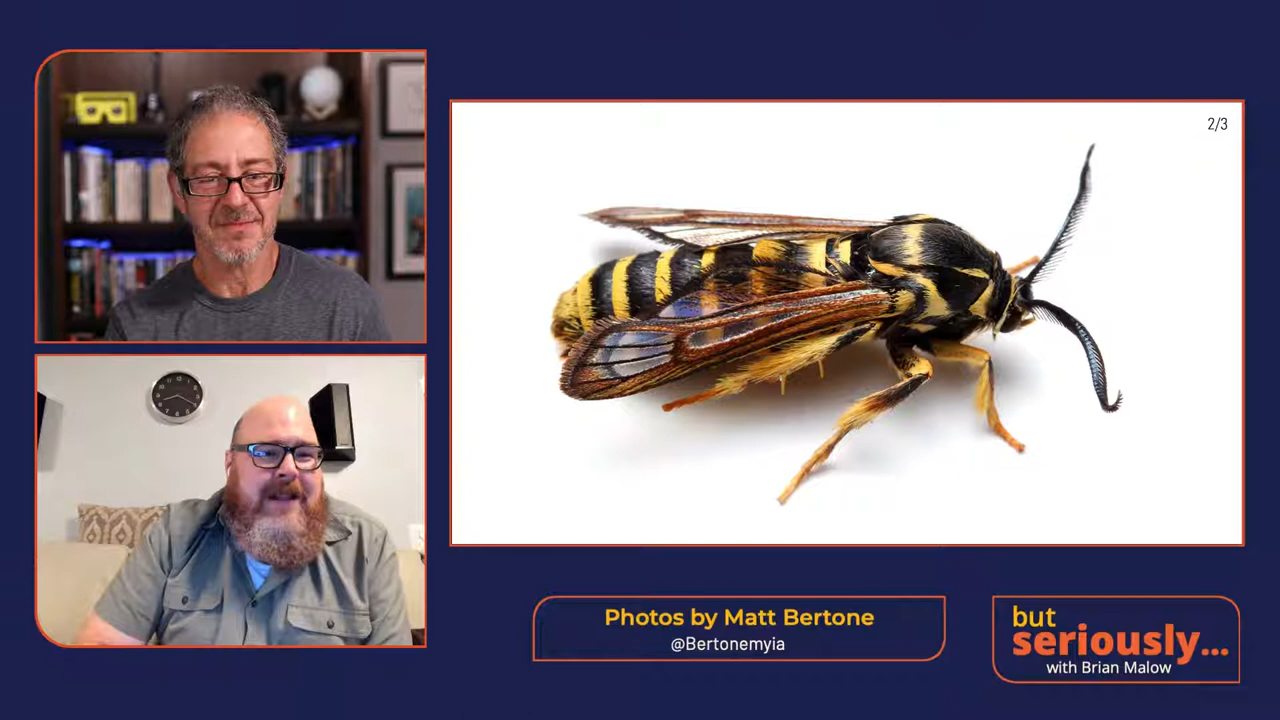 2/3
Photos by Matt Bertone
@Bertonemyia
but
seriously...
with Brian Malow